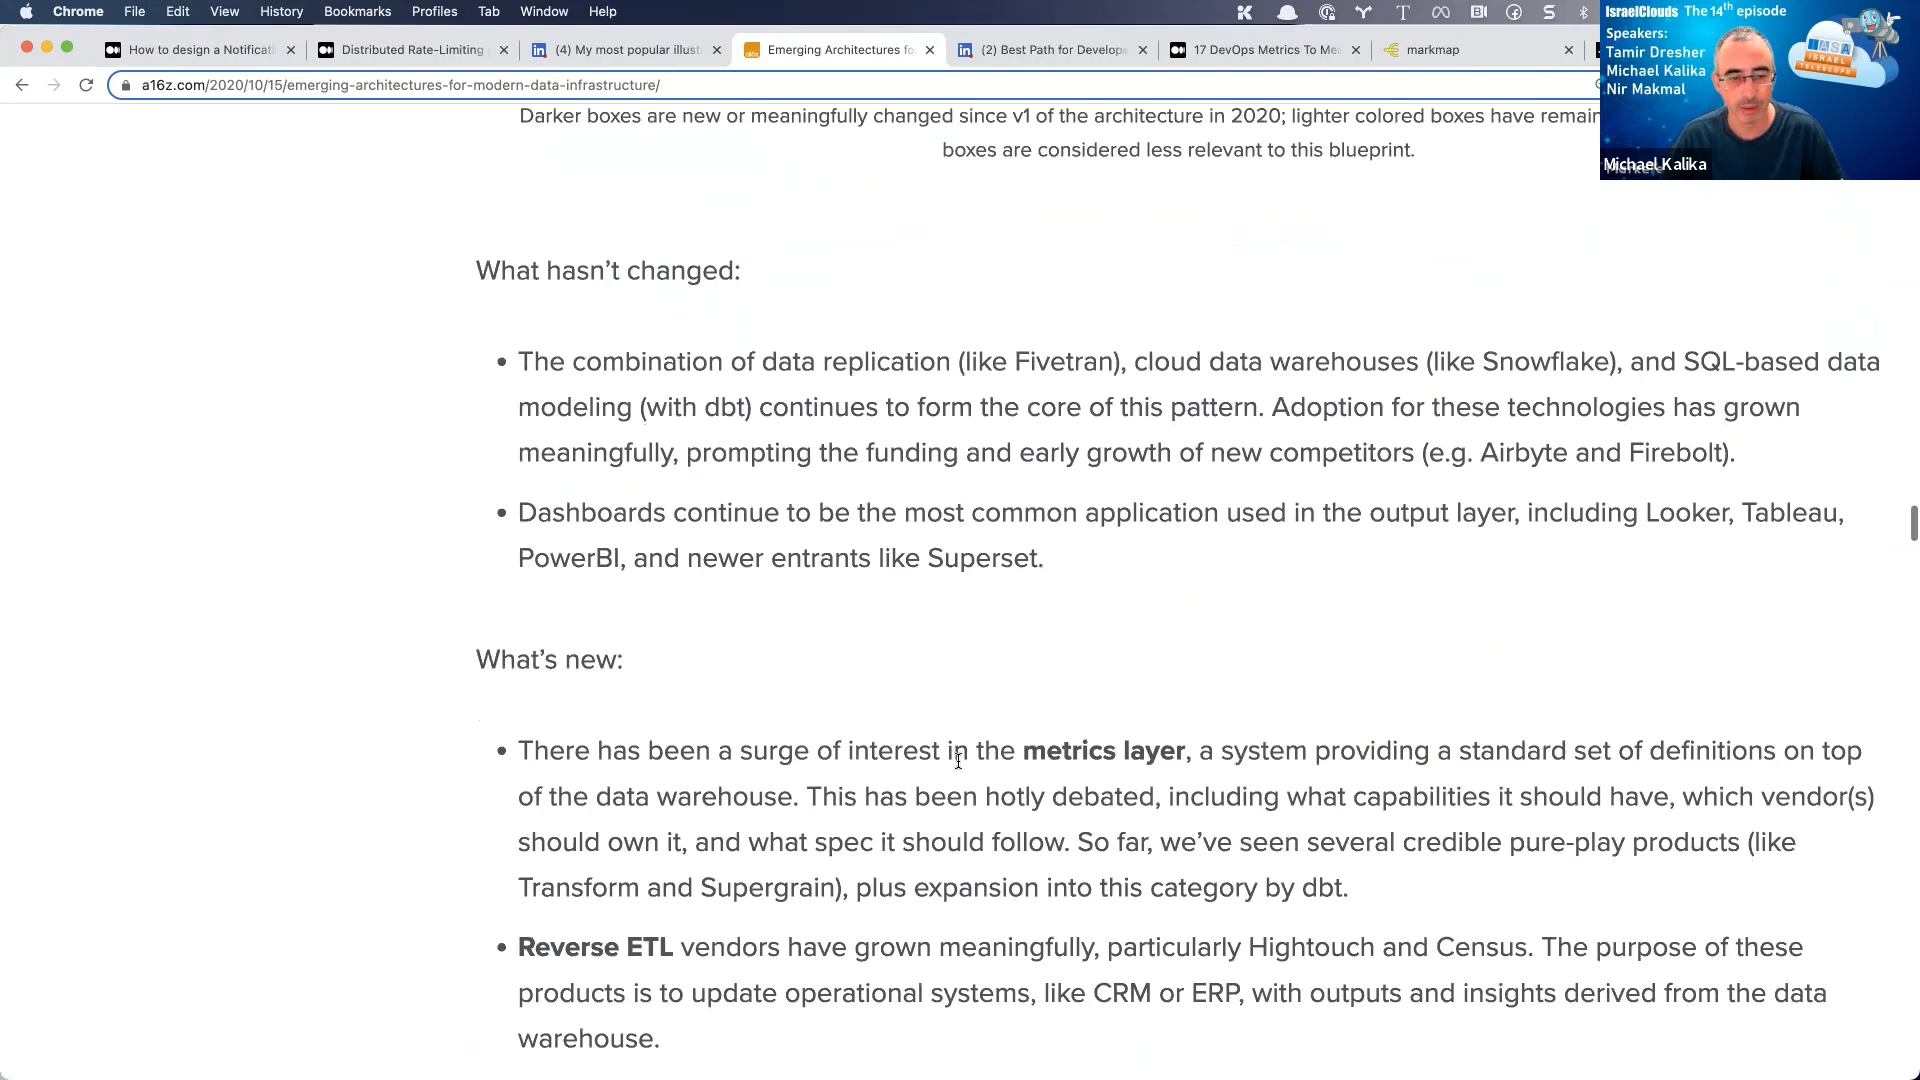 Chrome File Edit View History Bookmarks Profiles Tab Window Help
IsraelClouds The 14th episode
Speakers:
Tamir Dresher
Michael Kalika
Nir Makmal
IASA
ISRAEL
TELESCOPE
Michael Kalika
How to design a Notificati
Distributed Rate-Limiting
(4) My most popular illust
Emerging Architectures fo
(2) Best Path for Develope
17 DevOps Metrics To Me
markmap
a16z.com/2020/10/15/emerging-architectures-for-modern-data-infrastructure/
Darker boxes are new or meaningfully changed since v1 of the architecture in 2020; lighter colored boxes have remain
boxes are considered less relevant to this blueprint.
What hasn’t changed:
• The combination of data replication (like Fivetran), cloud data warehouses (like Snowflake), and SQL-based data
modeling (with dbt) continues to form the core of this pattern. Adoption for these technologies has grown
meaningfully, prompting the funding and early growth of new competitors (e.g. Airbyte and Firebolt).
• Dashboards continue to be the most common application used in the output layer, including Looker, Tableau,
PowerBI, and newer entrants like Superset.
What’s new:
• There has been a surge of interest in the metrics layer, a system providing a standard set of definitions on top
of the data warehouse. This has been hotly debated, including what capabilities it should have, which vendor(s)
should own it, and what spec it should follow. So far, we’ve seen several credible pure-play products (like
Transform and Supergrain), plus expansion into this category by dbt.
• Reverse ETL vendors have grown meaningfully, particularly Hightouch and Census. The purpose of these
products is to update operational systems, like CRM or ERP, with outputs and insights derived from the data
warehouse.